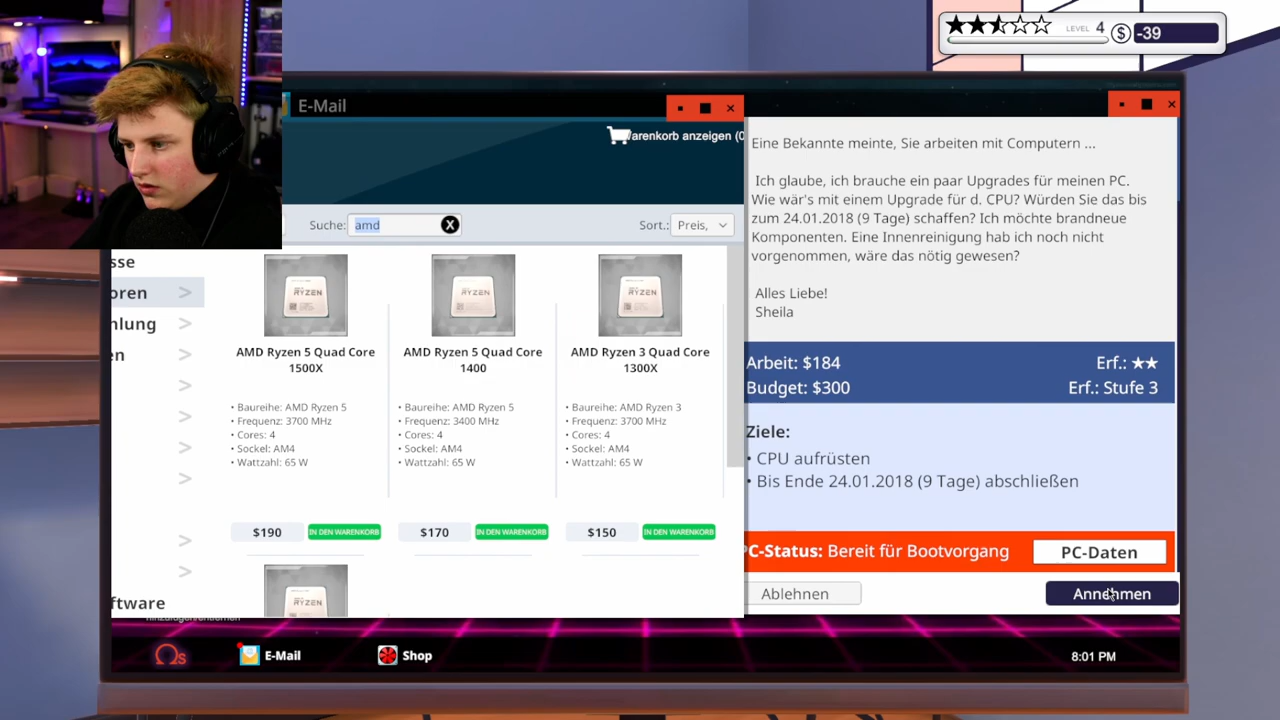 LEVEL 4 $ -39
E-Mail
arenkorb anzeigen (0
Suche: amd X
Sort.: Preis,
sse
oren >
hlung >
en >
ftware
AMD Ryzen 5 Quad Core
1500X
• Baureihe: AMD Ryzen 5
• Frequenz: 3700 MHz
• Cores: 4
• Sockel: AM4
• Wattzahl: 65 W
$190 IN DEN WARENKORB
AMD Ryzen 5 Quad Core
1400
• Baureihe: AMD Ryzen 5
• Frequenz: 3400 MHz
• Cores: 4
• Sockel: AM4
• Wattzahl: 65 W
$170 IN DEN WARENKORB
AMD Ryzen 3 Quad Core
1300X
• Baureihe: AMD Ryzen 3
• Frequenz: 3700 MHz
• Cores: 4
• Sockel: AM4
• Wattzahl: 65 W
$150 IN DEN WARENKORB
RYZEN
RYZEN
RYZEN
RYZEN
Eine Bekannte meinte, Sie arbeiten mit Computern ...
Ich glaube, ich brauche ein paar Upgrades für meinen PC.
Wie wär's mit einem Upgrade für d. CPU? Würden Sie das bis
zum 24.01.2018 (9 Tage) schaffen? Ich möchte brandneue
Komponenten. Eine Innenreinigung hab ich noch nicht
vorgenommen, wäre das nötig gewesen?
Alles Liebe!
Sheila
Arbeit: $184 Erf.: ★★
Budget: $300 Erf.: Stufe 3
Ziele:
• CPU aufrüsten
• Bis Ende 24.01.2018 (9 Tage) abschließen
PC-Status: Bereit für Bootvorgang PC-Daten
Ablehnen Annehmen
E-Mail Shop 8:01 PM